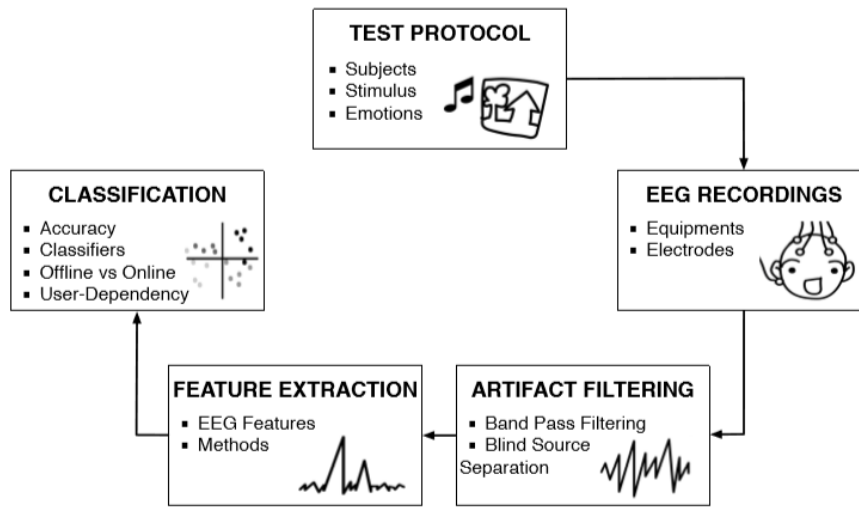 TEST PROTOCOL
▪ Subjects
▪ Stimulus
▪ Emotions
EEG RECORDINGS
▪ Equipments
▪ Electrodes
ARTIFACT FILTERING
▪ Band Pass Filtering
▪ Blind Source
Separation
FEATURE EXTRACTION
▪ EEG Features
▪ Methods
CLASSIFICATION
▪ Accuracy
▪ Classifiers
▪ Offline vs Online
▪ User-Dependency